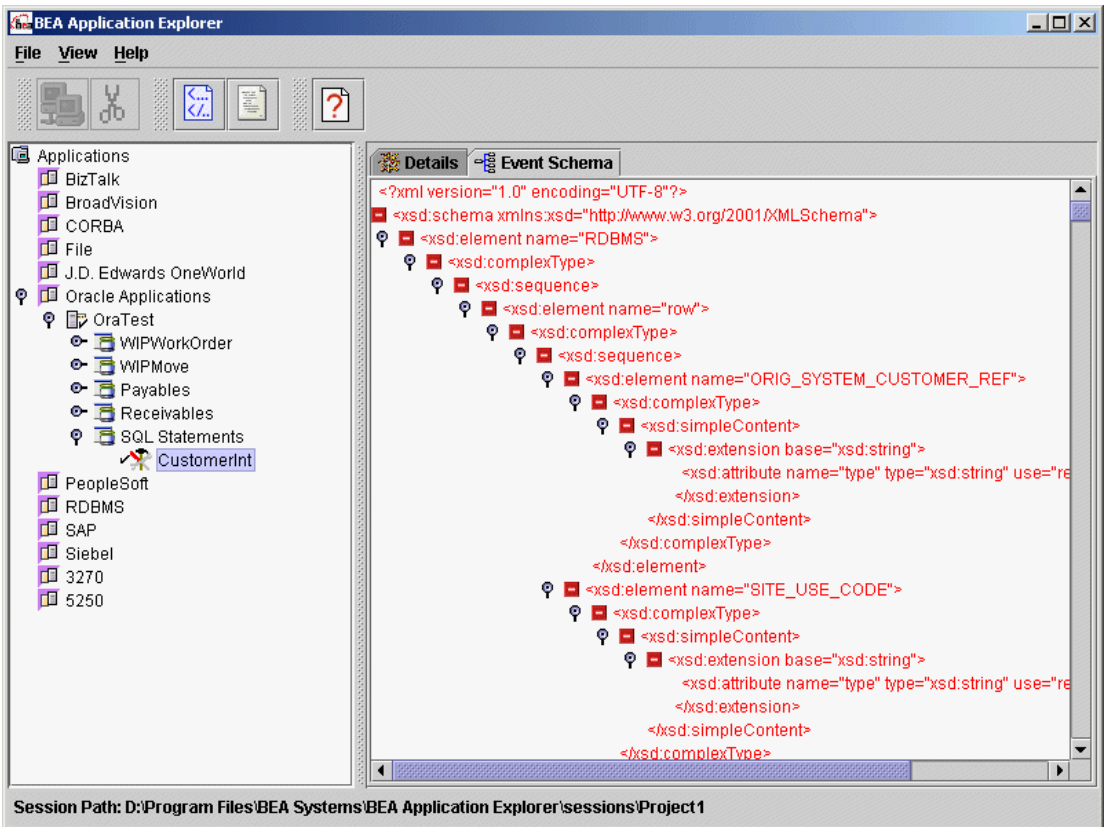 BEA Application Explorer
File View Help
Applications
BizTalk
BroadVision
CORBA
File
J.D. Edwards OneWorld
Oracle Applications
OraTest
WIPWorkOrder
WIPMove
Payables
Receivables
SQL Statements
CustomerInt
PeopleSoft
RDBMS
SAP
Siebel
3270
5250
Details Event Schema
<?xml version="1.0" encoding="UTF-8"?>
<xsd:schema xmlns:xsd="http://www.w3.org/2001/XMLSchema">
<xsd:element name="RDBMS">
<xsd:complexType>
<xsd:sequence>
<xsd:element name="row">
<xsd:complexType>
<xsd:sequence>
<xsd:element name="ORIG_SYSTEM_CUSTOMER_REF">
<xsd:complexType>
<xsd:simpleContent>
<xsd:extension base="xsd:string">
<xsd:attribute name="type" type="xsd:string" use="re
</xsd:extension>
</xsd:simpleContent>
</xsd:complexType>
</xsd:element>
<xsd:element name="SITE_USE_CODE">
<xsd:complexType>
<xsd:simpleContent>
<xsd:extension base="xsd:string">
<xsd:attribute name="type" type="xsd:string" use="re
</xsd:extension>
</xsd:simpleContent>
</xsd:complexType>
Session Path: D:\Program Files\BEA Systems\BEA Application Explorer\sessions\Project1